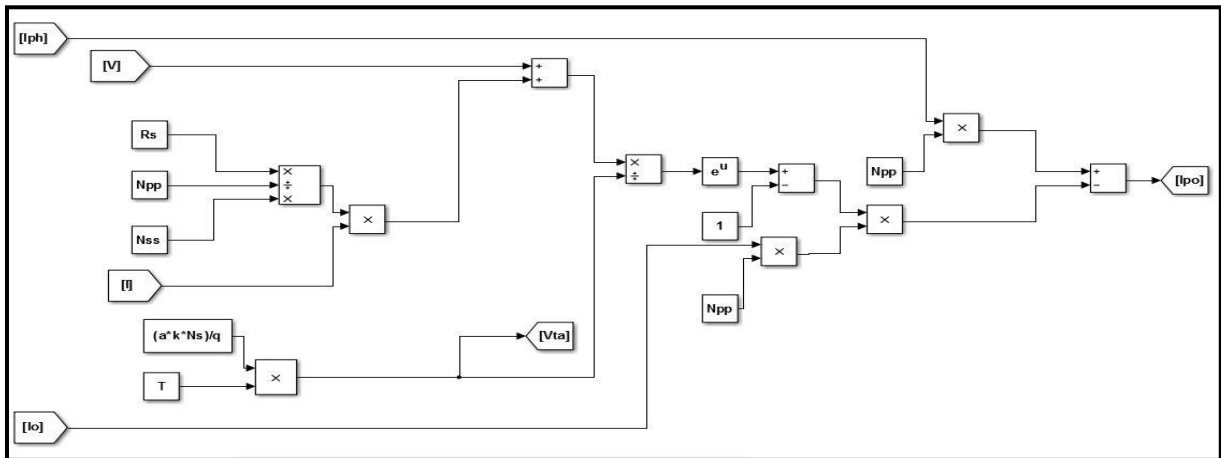 [Iph]
[V]
+
+
Rs
Npp
Nss
×
÷
×
×
[I]
(a*k*Ns)/q
T
×
[Vta]
[Io]
×
÷
e^u
1
+
−
Npp
×
×
Npp
×
+
−
[Ipo]